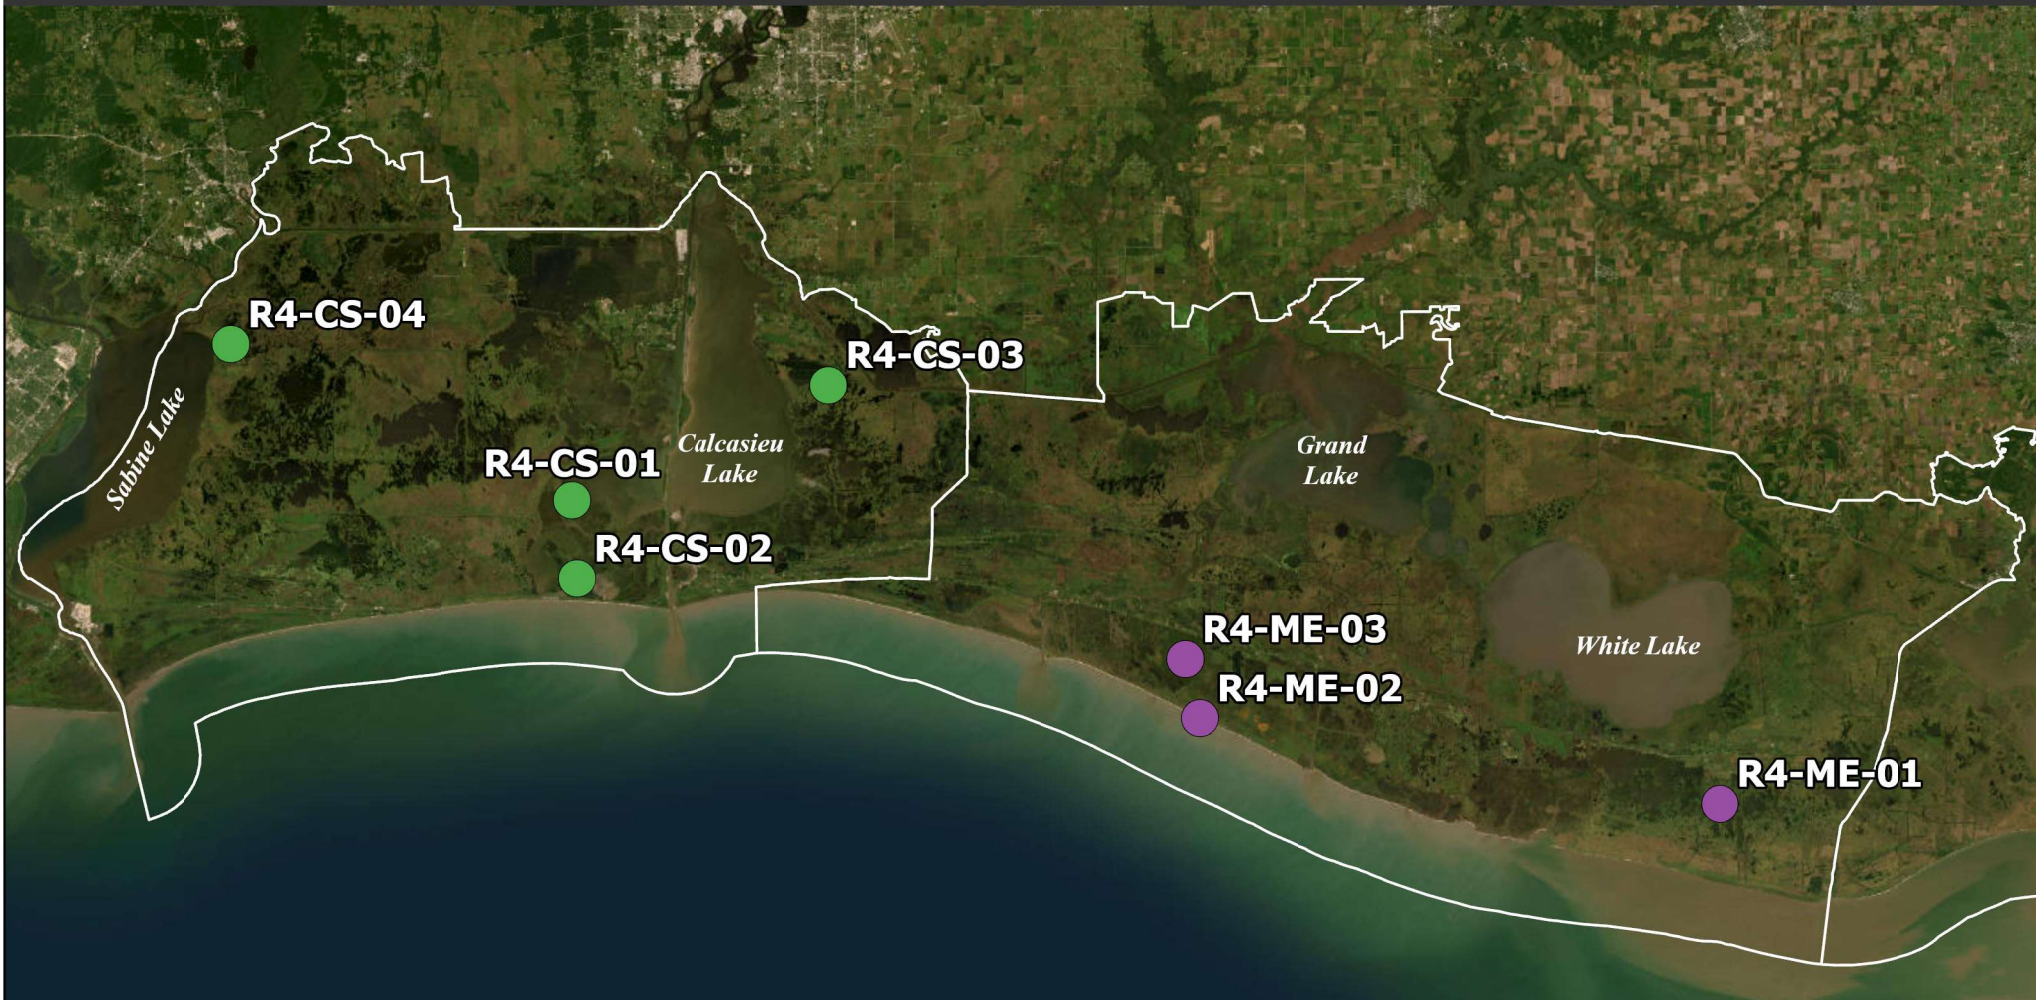 R4-CS-04
R4-CS-03
Sabine Lake
Calcasieu
Lake
Grand
Lake
R4-CS-01
R4-CS-02
R4-ME-03
White Lake
R4-ME-02
R4-ME-01